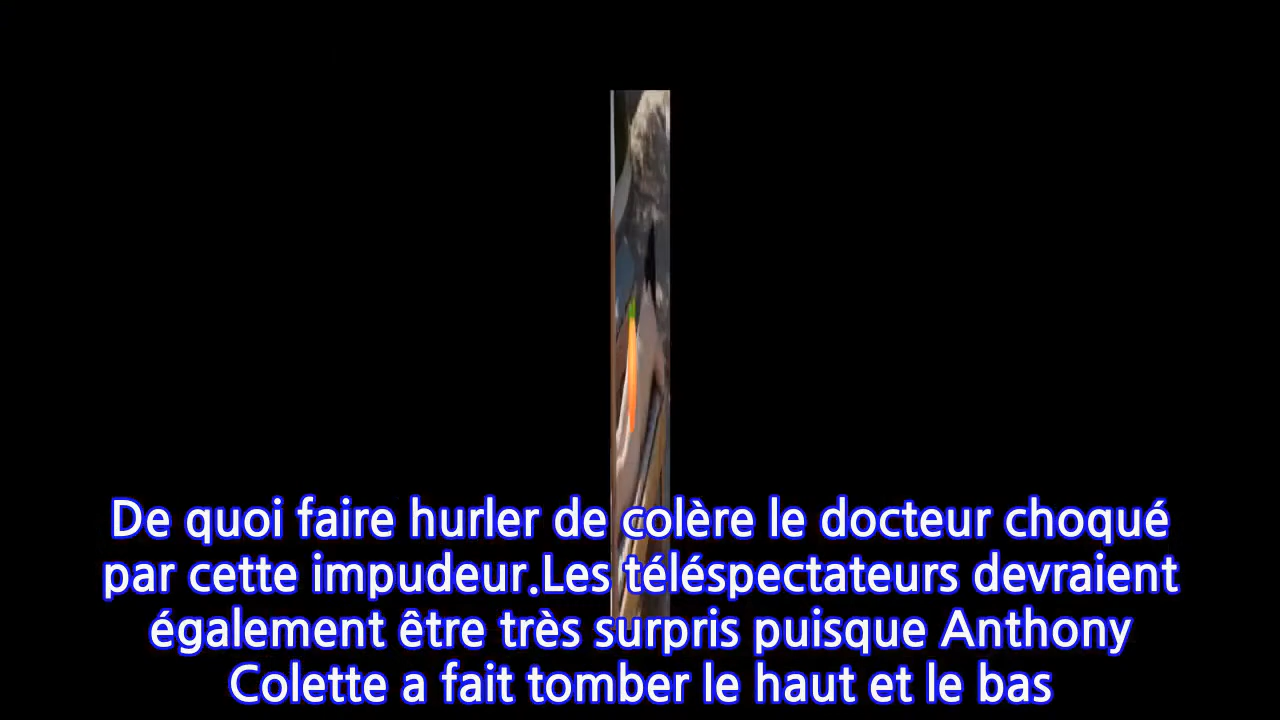 De quoi faire hurler de colère le docteur choqué
par cette impudeur.Les téléspectateurs devraient
également être très surpris puisque Anthony
Colette a fait tomber le haut et le bas